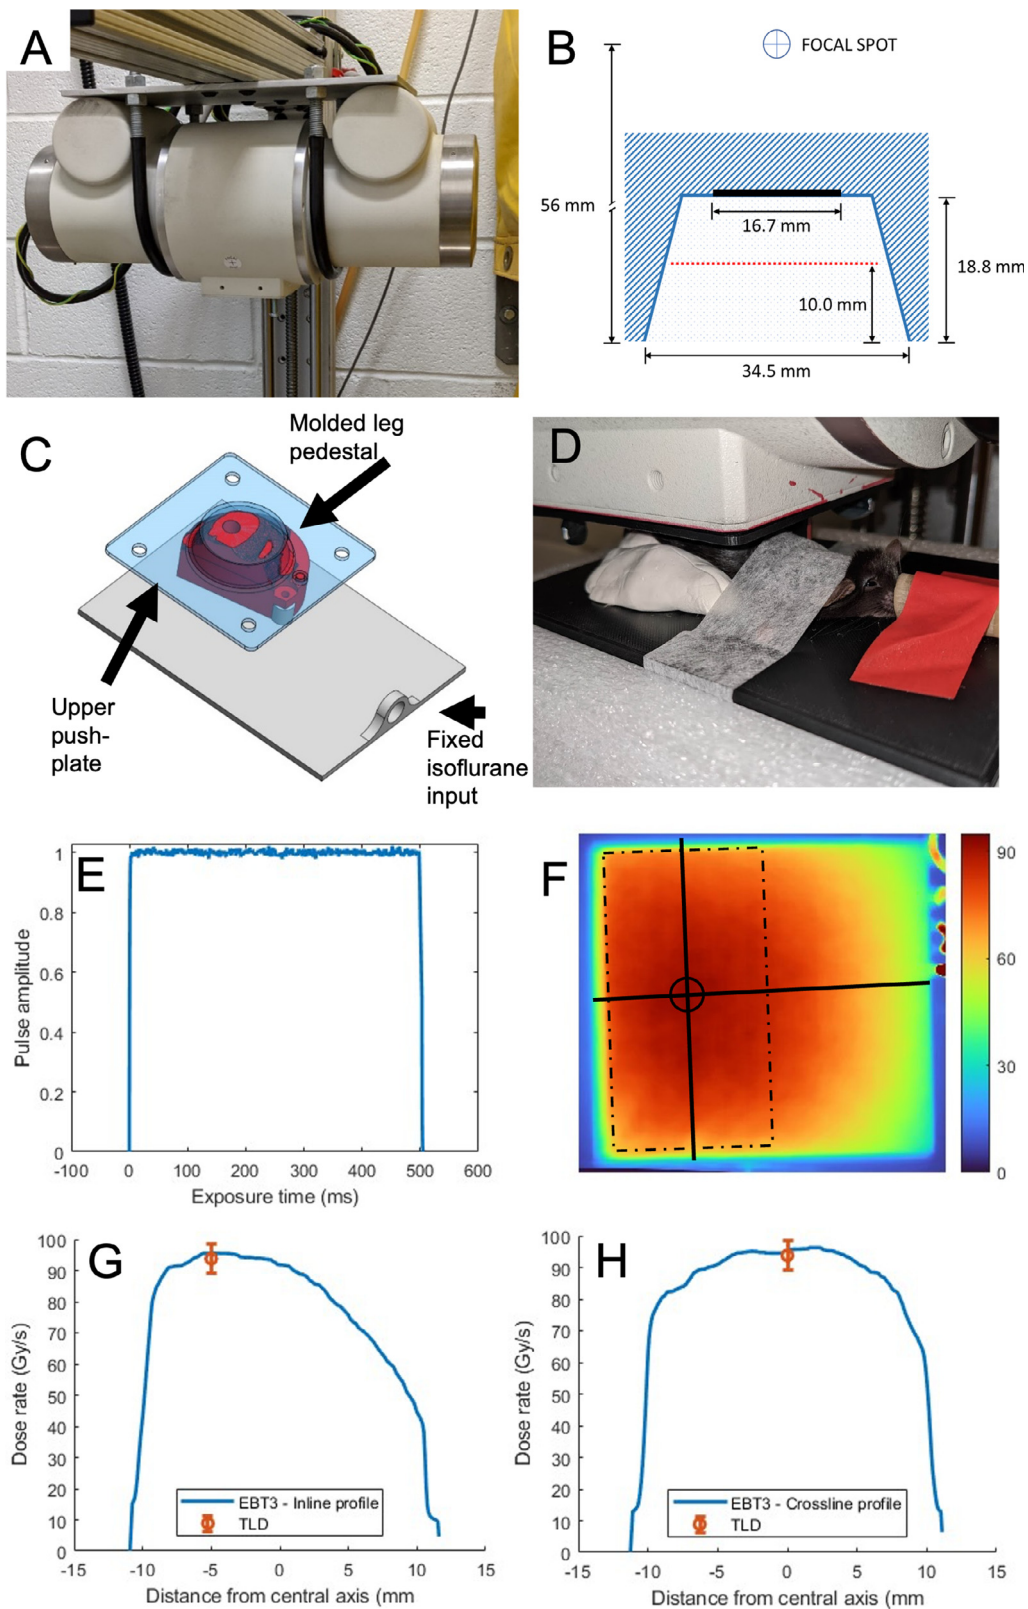 A
B
FOCAL SPOT
56 mm
16.7 mm
18.8 mm
10.0 mm
34.5 mm
C
Molded leg
pedestal
Upper
push-
plate
Fixed
isoflurane
input
D
E
1
0.8
0.6
0.4
0.2
0
Pulse amplitude
-100
0
100
200
300
400
500
600
Exposure time (ms)
F
90
60
30
0
G
100
90
80
70
60
50
40
30
20
10
0
Dose rate (Gy/s)
EBT3 - Inline profile
TLD
-15
-10
-5
0
5
10
15
Distance from central axis (mm
H
100
90
80
70
60
50
40
30
20
10
0
Dose rate (Gy/s)
EBT3 - Crossline profile
TLD
-15
-10
-5
0
5
10
15
Distance from central axis (mm